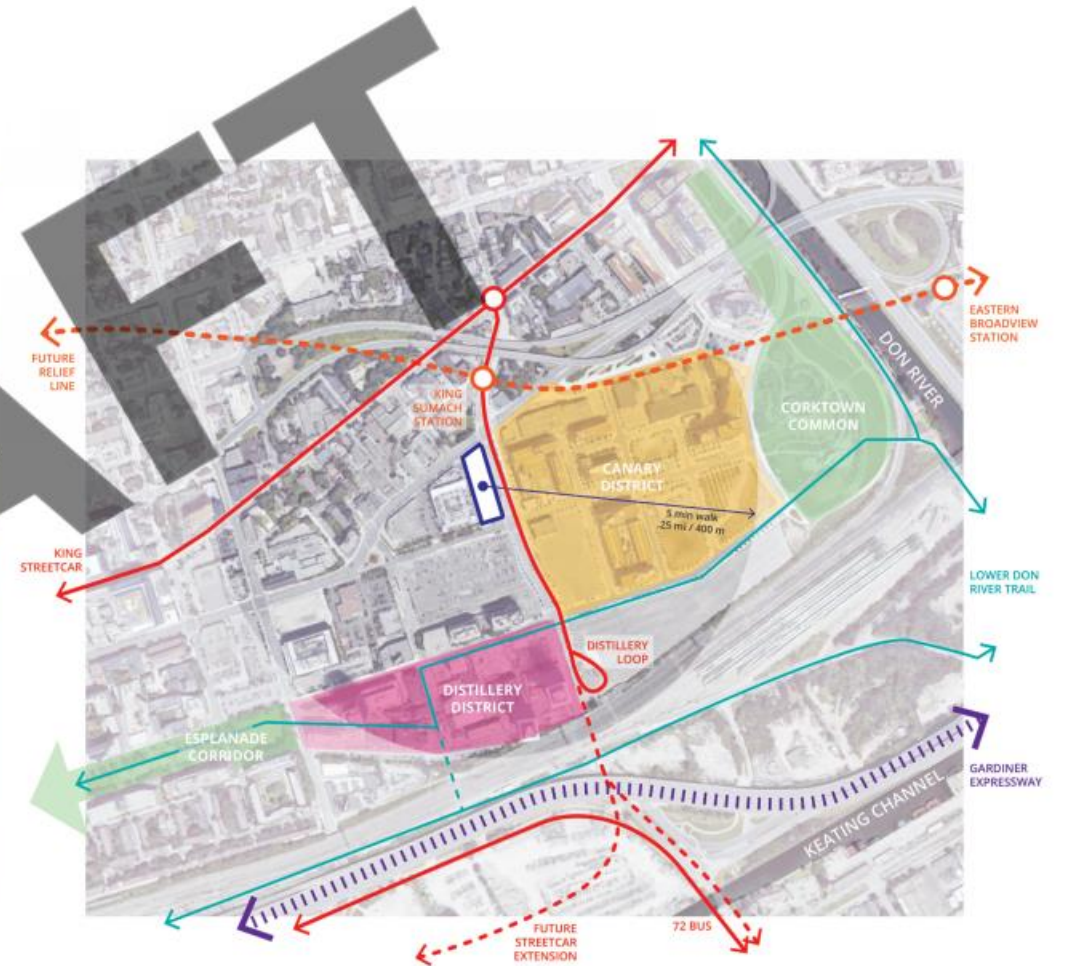 AFT
EASTERN
BROADVIEW
STATION
DON RIVER
FUTURE
RELIEF
LINE
KING
SUMACH
STATION
CORKTOWN
COMMON
CANARY
DISTRICT
5 min walk
.25 mi / 400 m
KING
STREETCAR
LOWER DON
RIVER TRAIL
DISTILLERY
LOOP
DISTILLERY
DISTRICT
ESPLANADE
CORRIDOR
GARDINER
EXPRESSWAY
KEATING CHANNEL
72 BUS
FUTURE
STREETCAR
EXTENSION